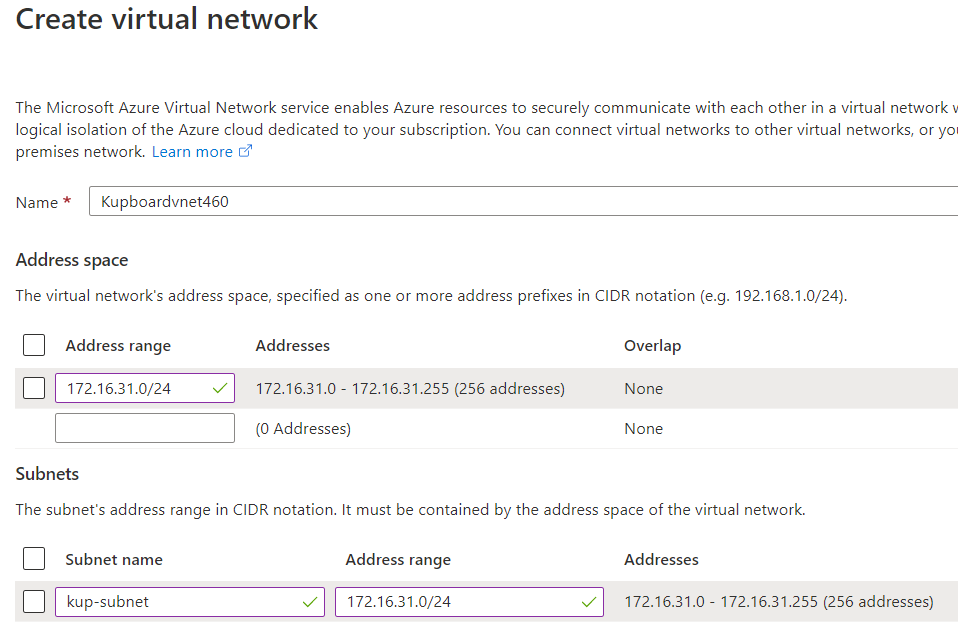 Create virtual network
The Microsoft Azure Virtual Network service enables Azure resources to securely communicate with each other in a virtual network
logical isolation of the Azure cloud dedicated to your subscription. You can connect virtual networks to other virtual networks, or
premises network. Learn more
Name *
Kupboardvnet460
Address space
The virtual network's address space, specified as one or more address prefixes in CIDR notation (e.g. 192.168.1.0/24).
Address range Addresses Overlap
172.16.31.0/24 172.16.31.0 - 172.16.31.255 (256 addresses) None
(0 Addresses) None
Subnets
The subnet's address range in CIDR notation. It must be contained by the address space of the virtual network.
Subnet name Address range Addresses
kup-subnet 172.16.31.0/24 172.16.31.0 - 172.16.31.255 (256 addresses)